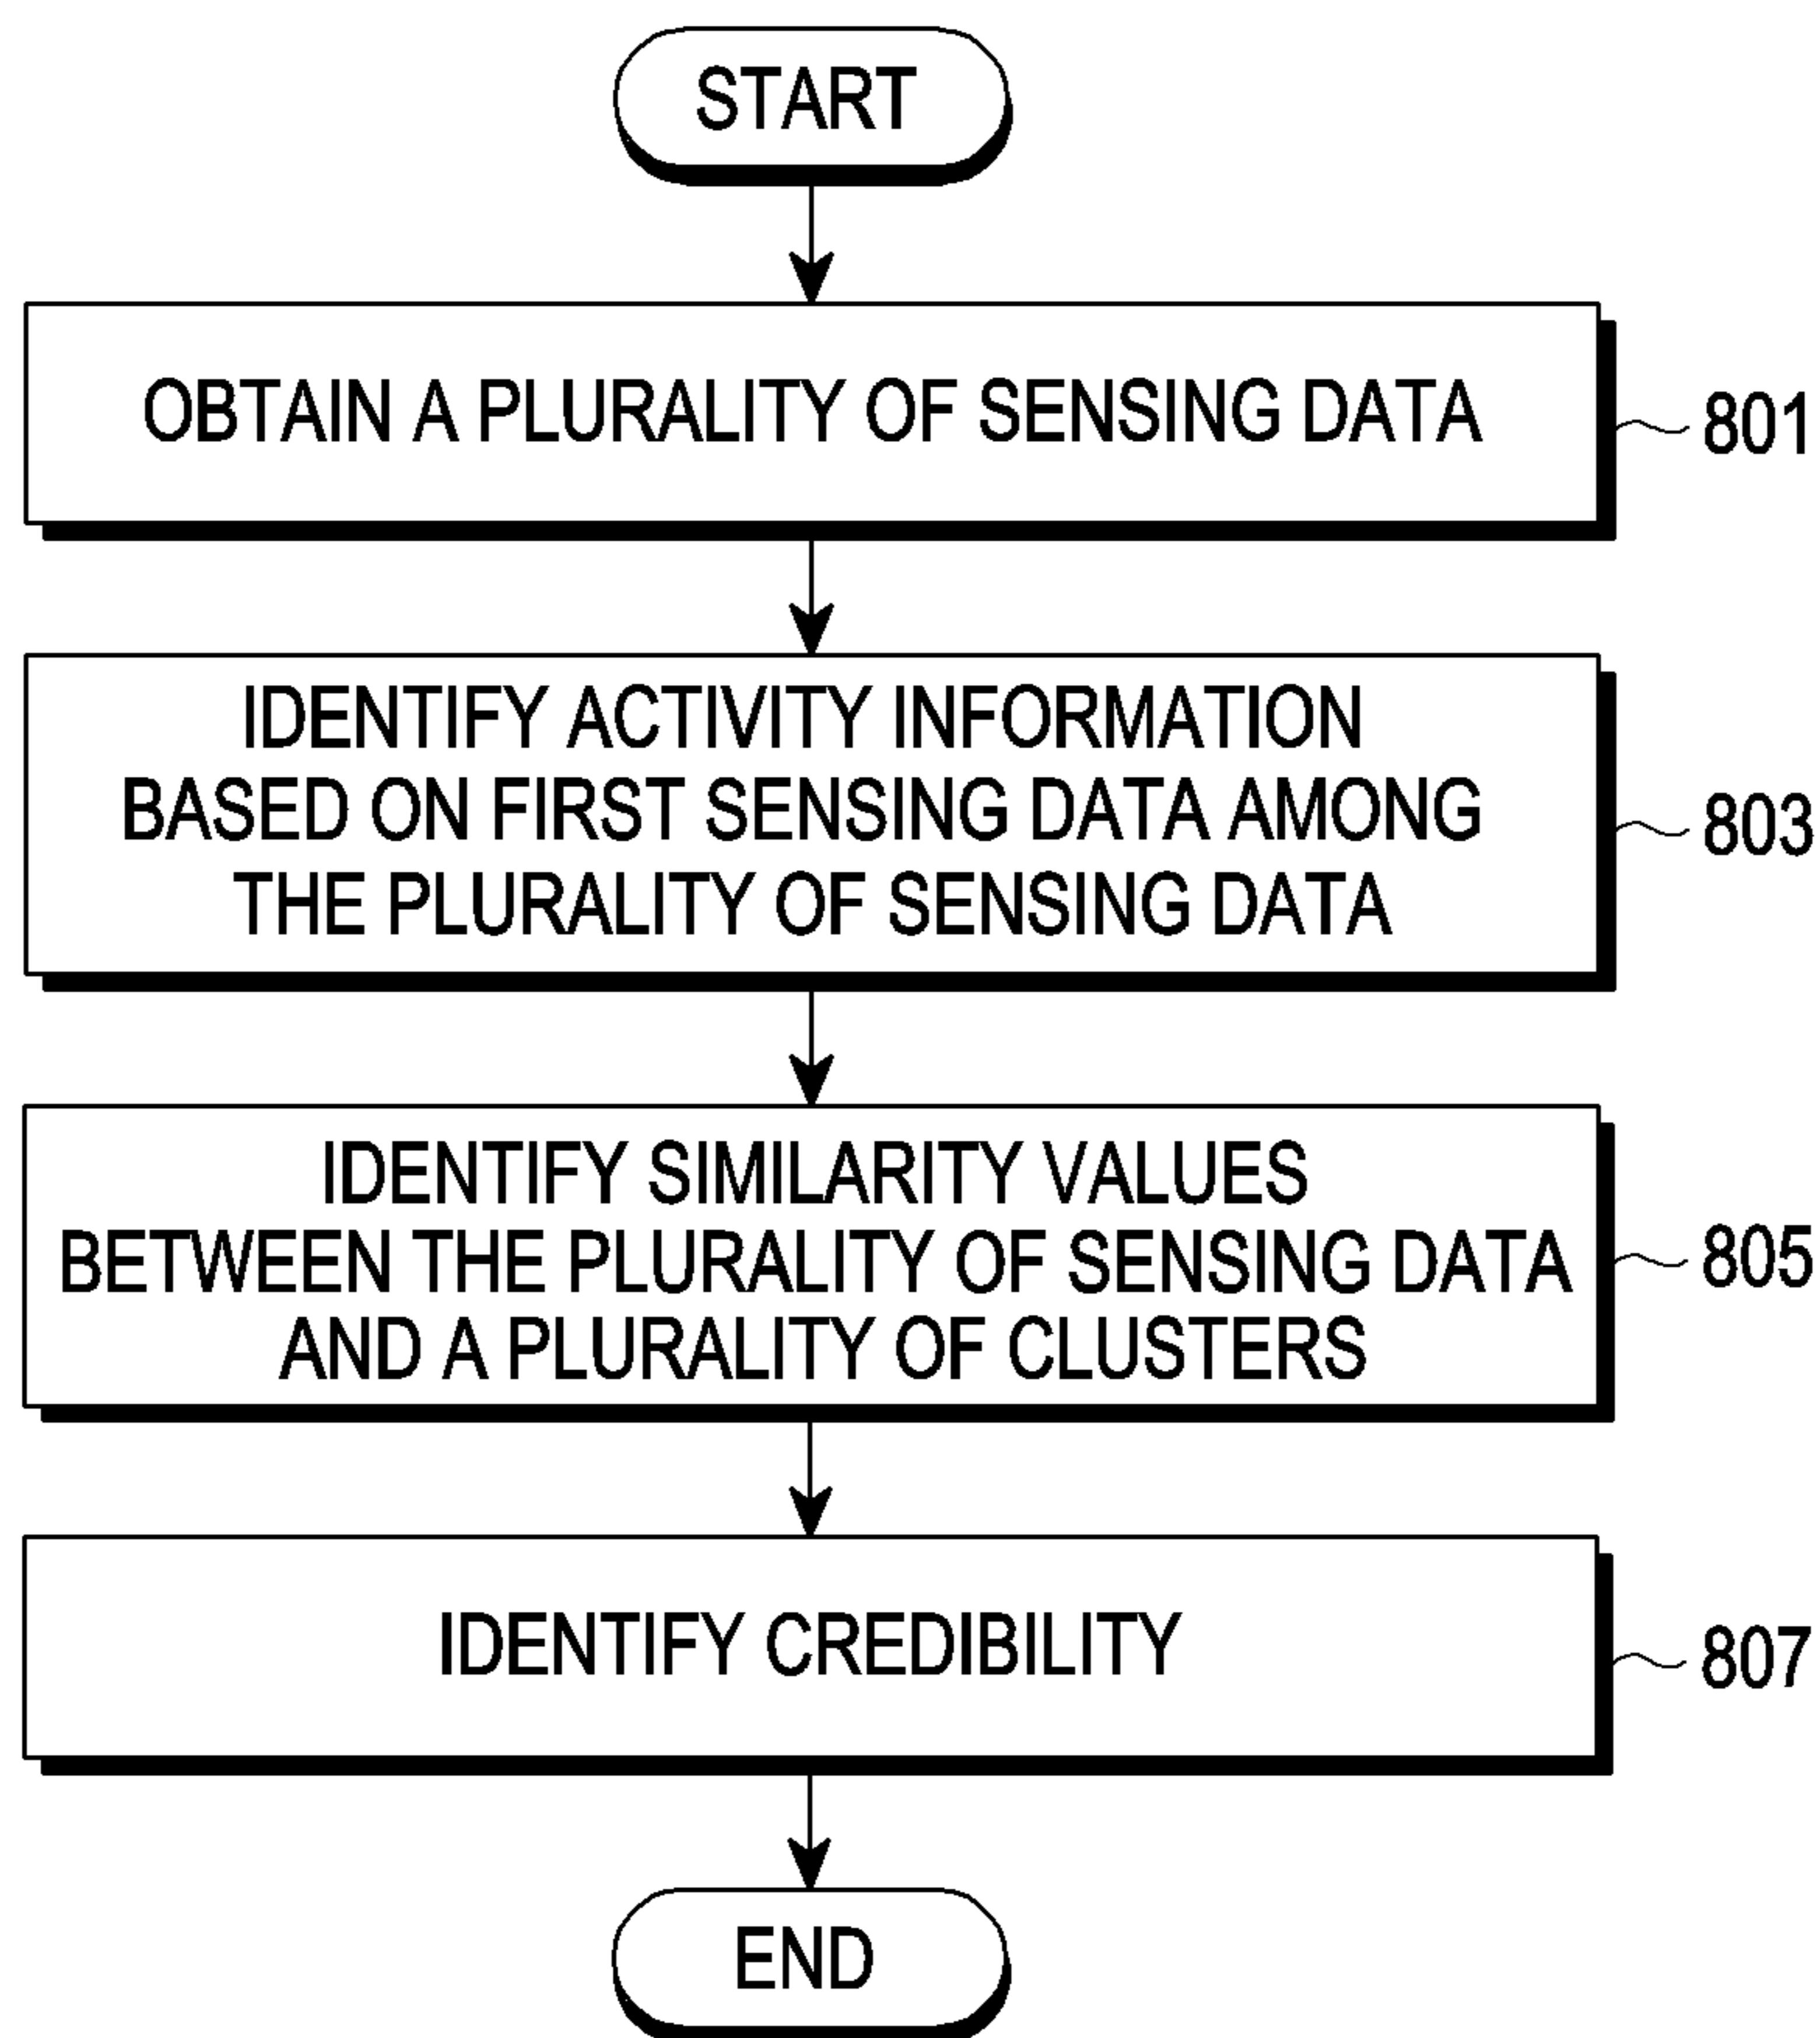 START
OBTAIN A PLURALITY OF SENSING DATA
801
IDENTIFY ACTIVITY INFORMATION
BASED ON FIRST SENSING DATA AMONG
THE PLURALITY OF SENSING DATA
803
IDENTIFY SIMILARITY VALUES
BETWEEN THE PLURALITY OF SENSING DATA
AND A PLURALITY OF CLUSTERS
805
IDENTIFY CREDIBILITY
807
END